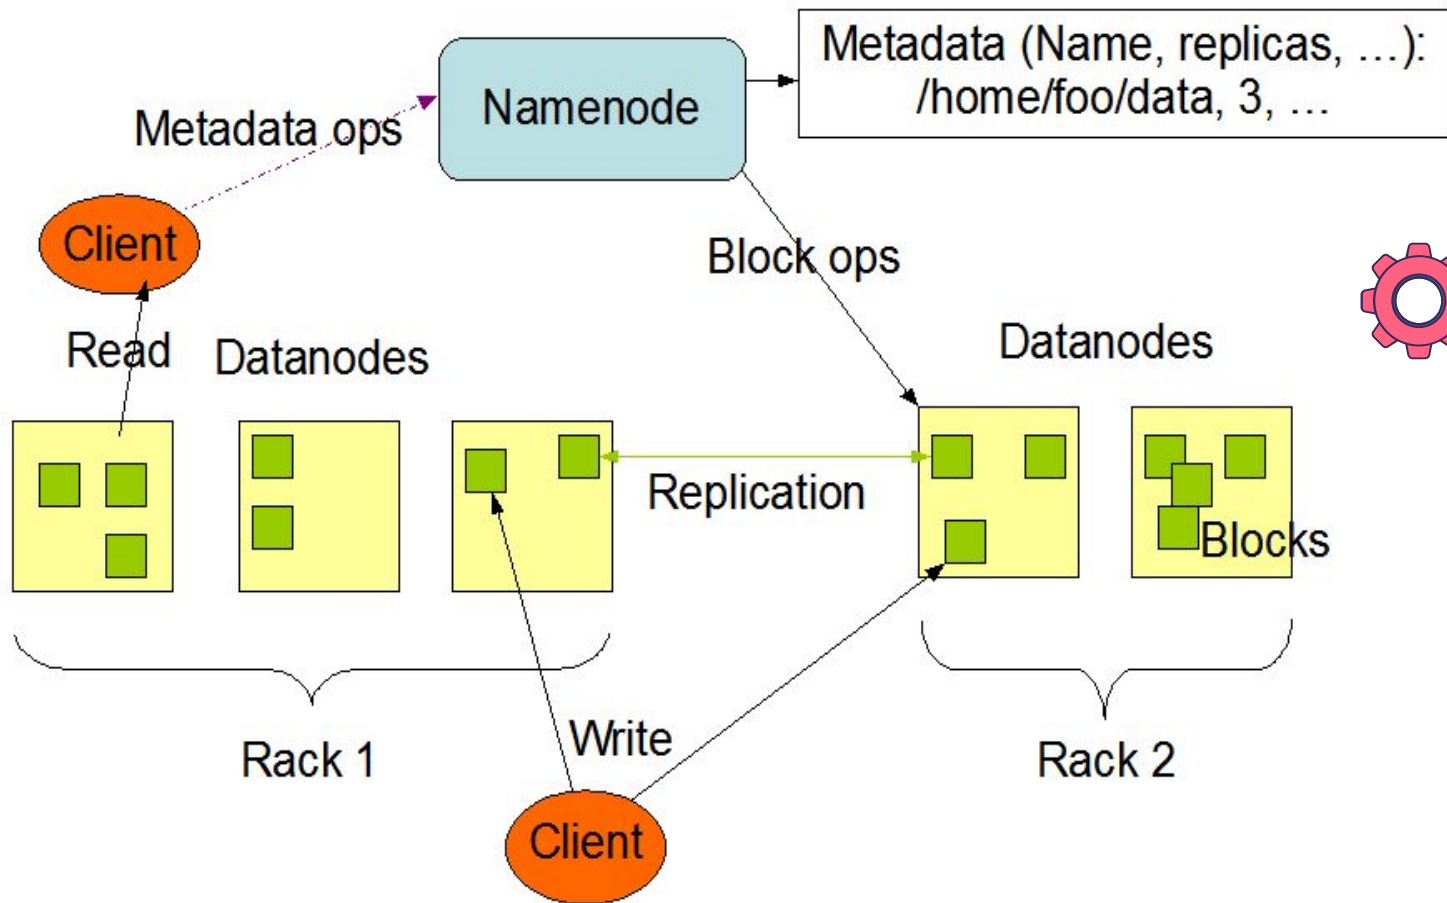 Metadata (Name, replicas, …):
/home/foo/data, 3, …
Namenode
Metadata ops
Client
Block ops
Read
Datanodes
Datanodes
Replication
Blocks
Rack 1
Write
Rack 2
Client